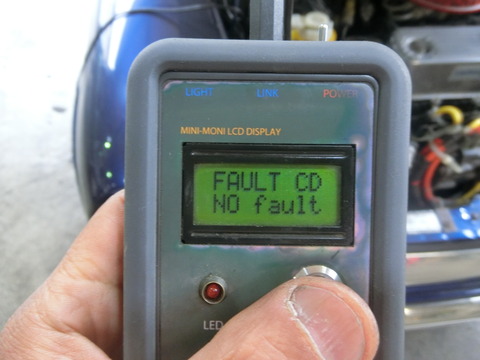 LIGHT LINK POWER
MINI-MONI LCD DISPLAY
FAULT CD
NO fault
LED